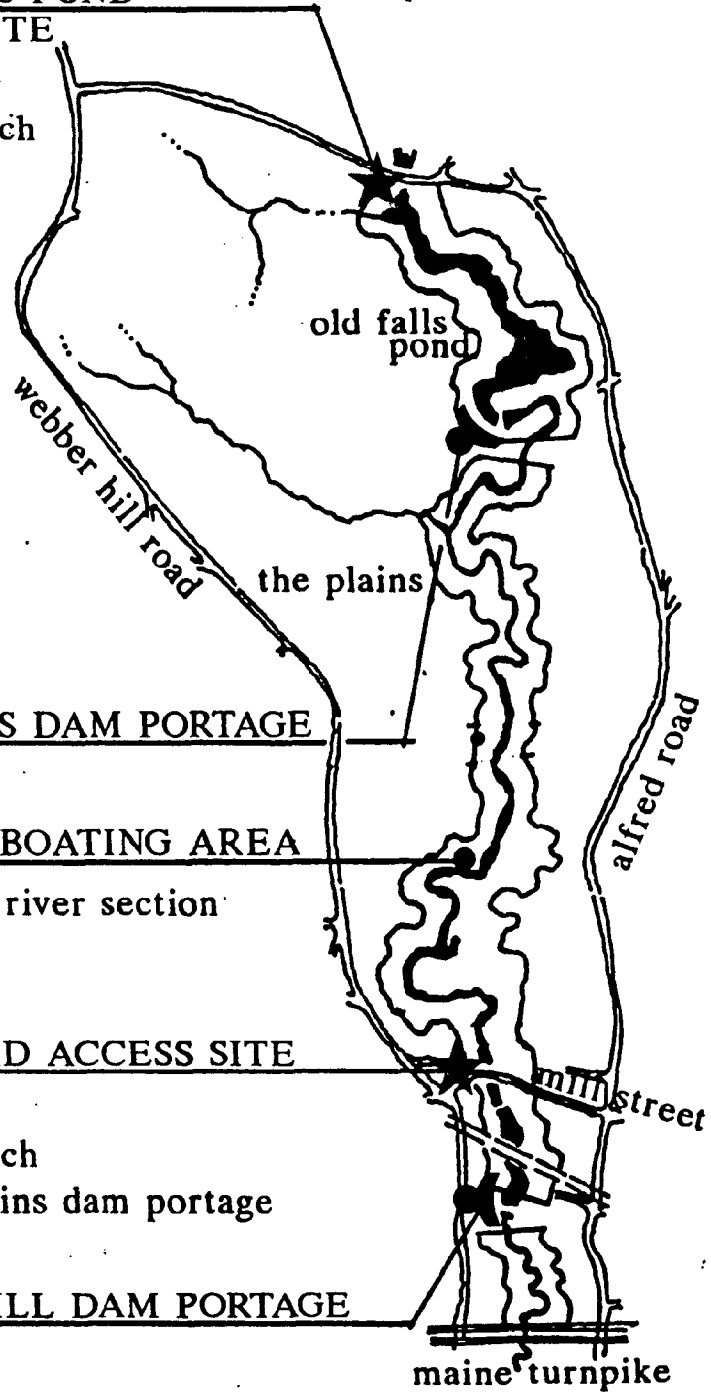 TE
ch
old falls
pond
webber hill road
the plains
S DAM PORTAGE
alfred road
BOATING AREA
river section
D ACCESS SITE
mill street
ch
ins dam portage
ILL DAM PORTAGE
maine turnpike